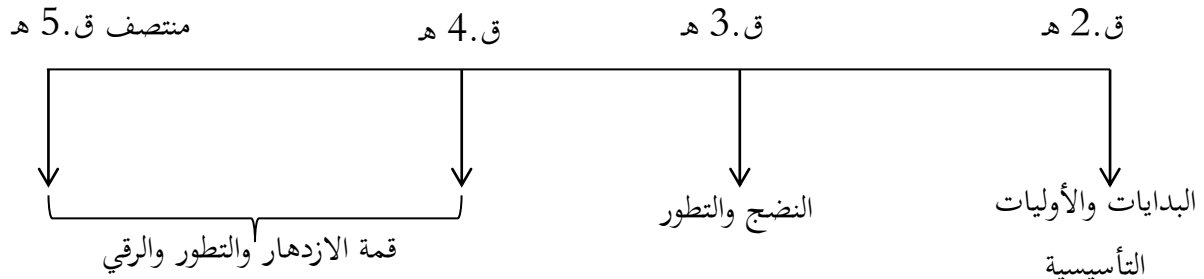 ق.2 هـ
ق.3 هـ
ق.4 هـ
منتصف ق.5 هـ
البدايات والأوليات
التأسيسية
النضج والتطور
قمة الازدهار والتطور والرقي